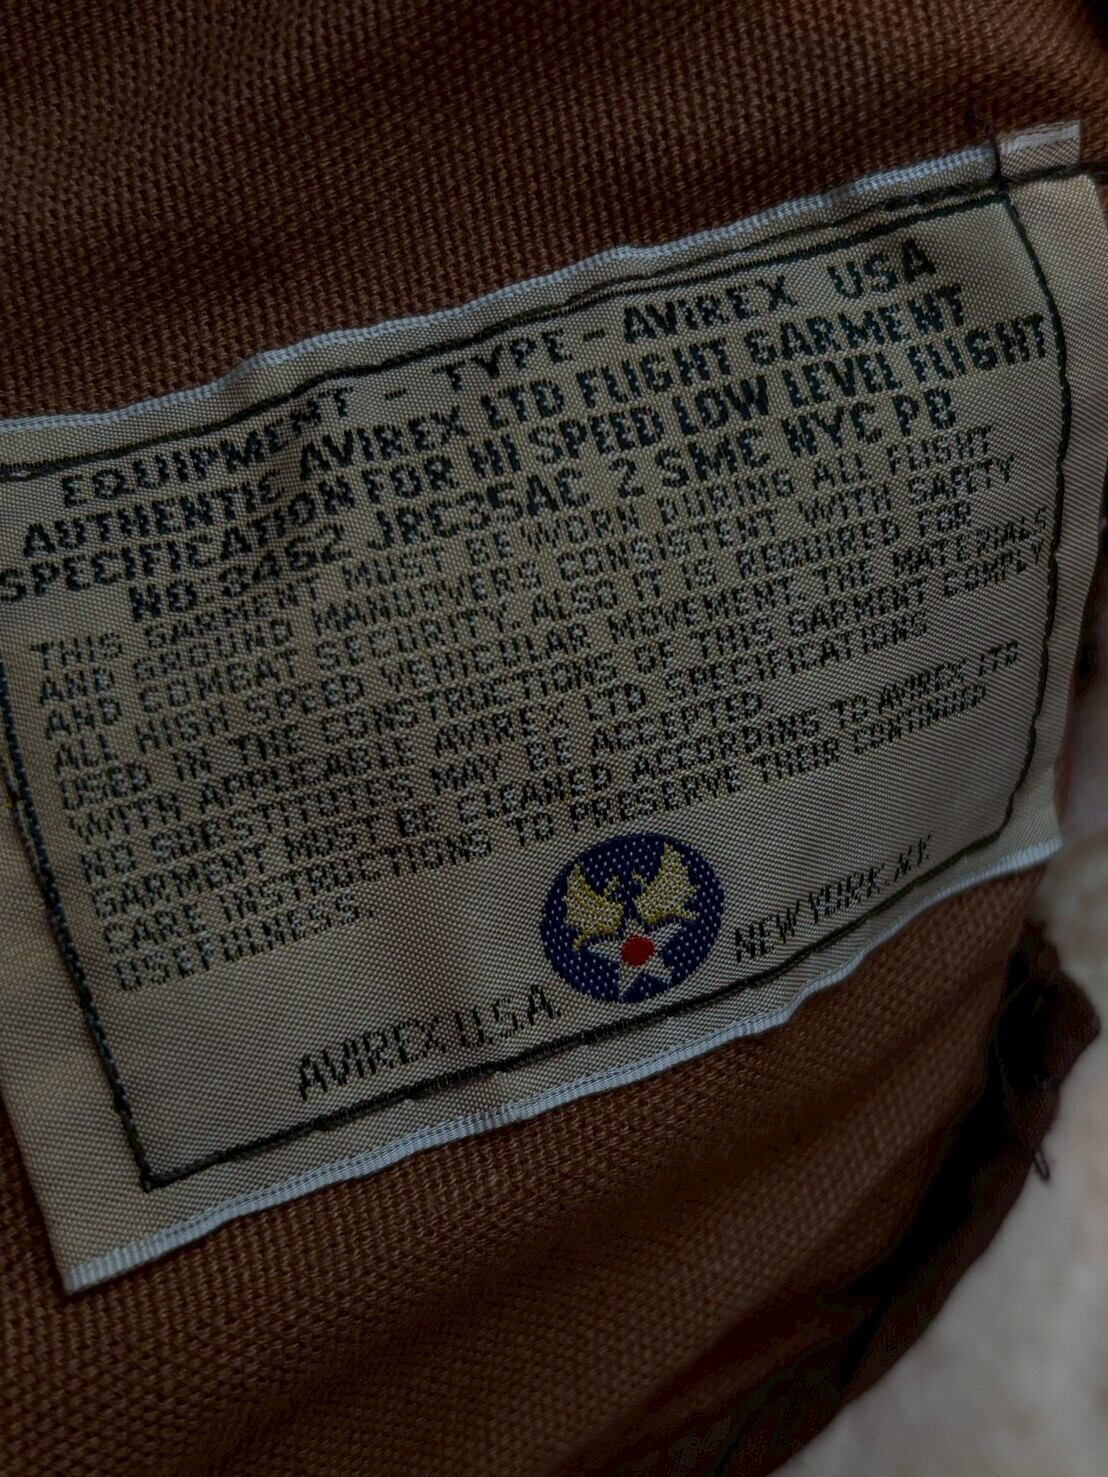 EQUIPMENT - TYPE - AVIREX USA
AUTHENTIC AVIREX LTD FLIGHT GARMENT
SPECIFICATION FOR HI SPEED LOW LEVEL FLIGHT
NO 3462 JRC3SAC 2 SMC NYC PB
THIS GARMENT MUST BE WORN DURING ALL FLIGHT
AND GROUND MANUOVERS CONSISTENT WITH SAFETY
AND COMBAT SECURITY. ALSO IT IS REQUIRED FOR
ALL HIGH SPEED VEHICULAR MOVEMENT. THE MATERIALS
USED IN THE CONSTRUCTIONS OF THIS GARMENT COMPLY
WITH APPLICABLE AVIREX LTD SPECIFICATIONS
NO SUBSTITUTES MAY BE ACCEPTED.
GARMENT MUST BE CLEANED ACCORDING TO AVIREX LTD
CARE INSTRUCTIONS TO PRESERVE THEIR CONTINUED
USEFULNESS.
AVIREX U.S.A. NEW YORK.